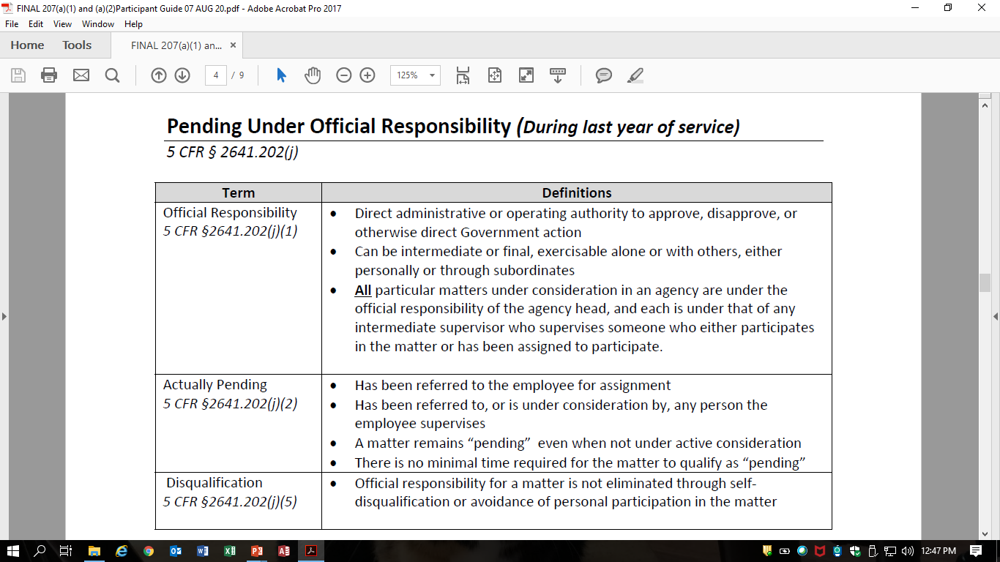 FINAL 207(a)(1) and (a)(2)Participant Guide 07 AUG 20.pdf - Adobe Acrobat Pro 2017
File Edit View Window Help
Home Tools FINAL 207(a)(1) an... ×
4 / 9 125%
Pending Under Official Responsibility (During last year of service)
5 CFR § 2641.202(j)
Term Definitions
Official Responsibility
5 CFR §2641.202(j)(1)
• Direct administrative or operating authority to approve, disapprove, or
otherwise direct Government action
• Can be intermediate or final, exercisable alone or with others, either
personally or through subordinates
• All particular matters under consideration in an agency are under the
official responsibility of the agency head, and each is under that of any
intermediate supervisor who supervises someone who either participates
in the matter or has been assigned to participate.
Actually Pending
5 CFR §2641.202(j)(2)
• Has been referred to the employee for assignment
• Has been referred to, or is under consideration by, any person the
employee supervises
• A matter remains “pending” even when not under active consideration
• There is no minimal time required for the matter to qualify as “pending”
Disqualification
5 CFR §2641.202(j)(5)
• Official responsibility for a matter is not eliminated through self-
disqualification or avoidance of personal participation in the matter
12:47 PM